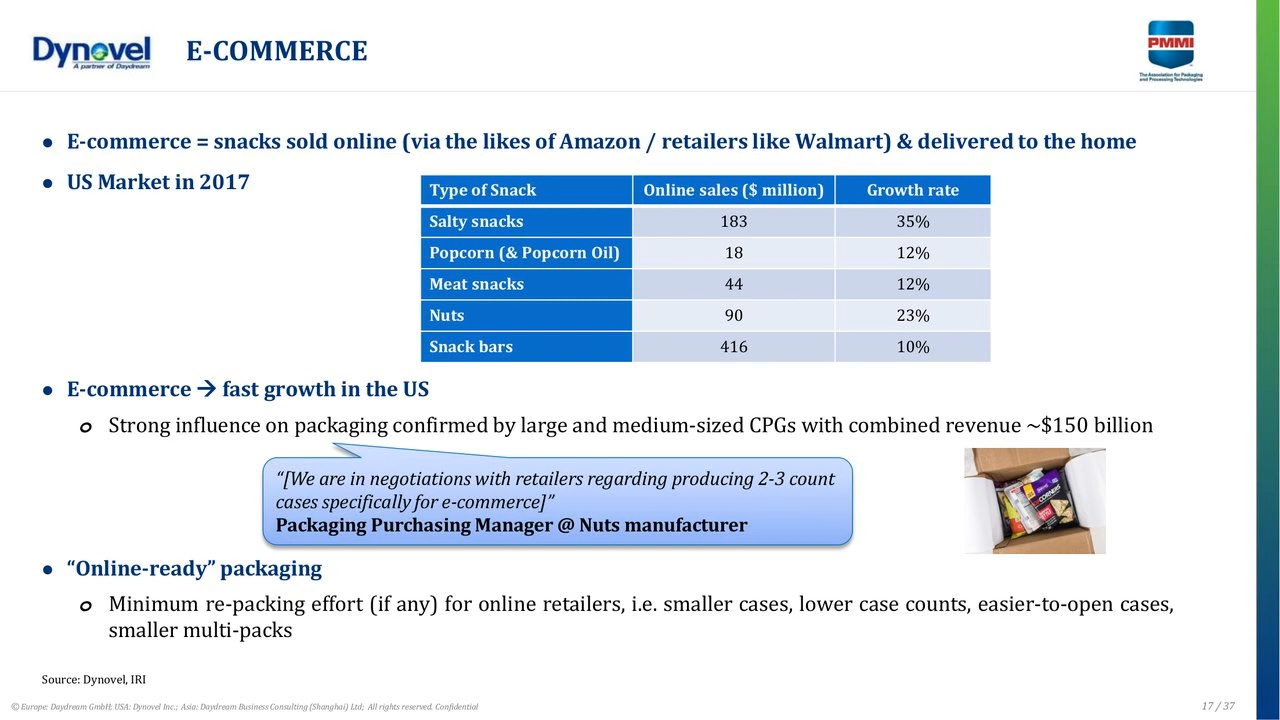 Dynovel
A partner of Daydream
E-COMMERCE
PMMI
The Association for Packaging
and Processing Technologies
● E-commerce = snacks sold online (via the likes of Amazon / retailers like Walmart) & delivered to the home
● US Market in 2017
Type of Snack Online sales ($ million) Growth rate
Salty snacks 183 35%
Popcorn (& Popcorn Oil) 18 12%
Meat snacks 44 12%
Nuts 90 23%
Snack bars 416 10%
● E-commerce → fast growth in the US
o Strong influence on packaging confirmed by large and medium-sized CPGs with combined revenue ~$150 billion
“[We are in negotiations with retailers regarding producing 2-3 count
cases specifically for e-commerce]”
Packaging Purchasing Manager @ Nuts manufacturer
CORNERS
● “Online-ready” packaging
o Minimum re-packing effort (if any) for online retailers, i.e. smaller cases, lower case counts, easier-to-open cases,
smaller multi-packs
Source: Dynovel, IRI
© Europe: Daydream GmbH; USA: Dynovel Inc.; Asia: Daydream Business Consulting (Shanghai) Ltd; All rights reserved. Confidential
17 / 37